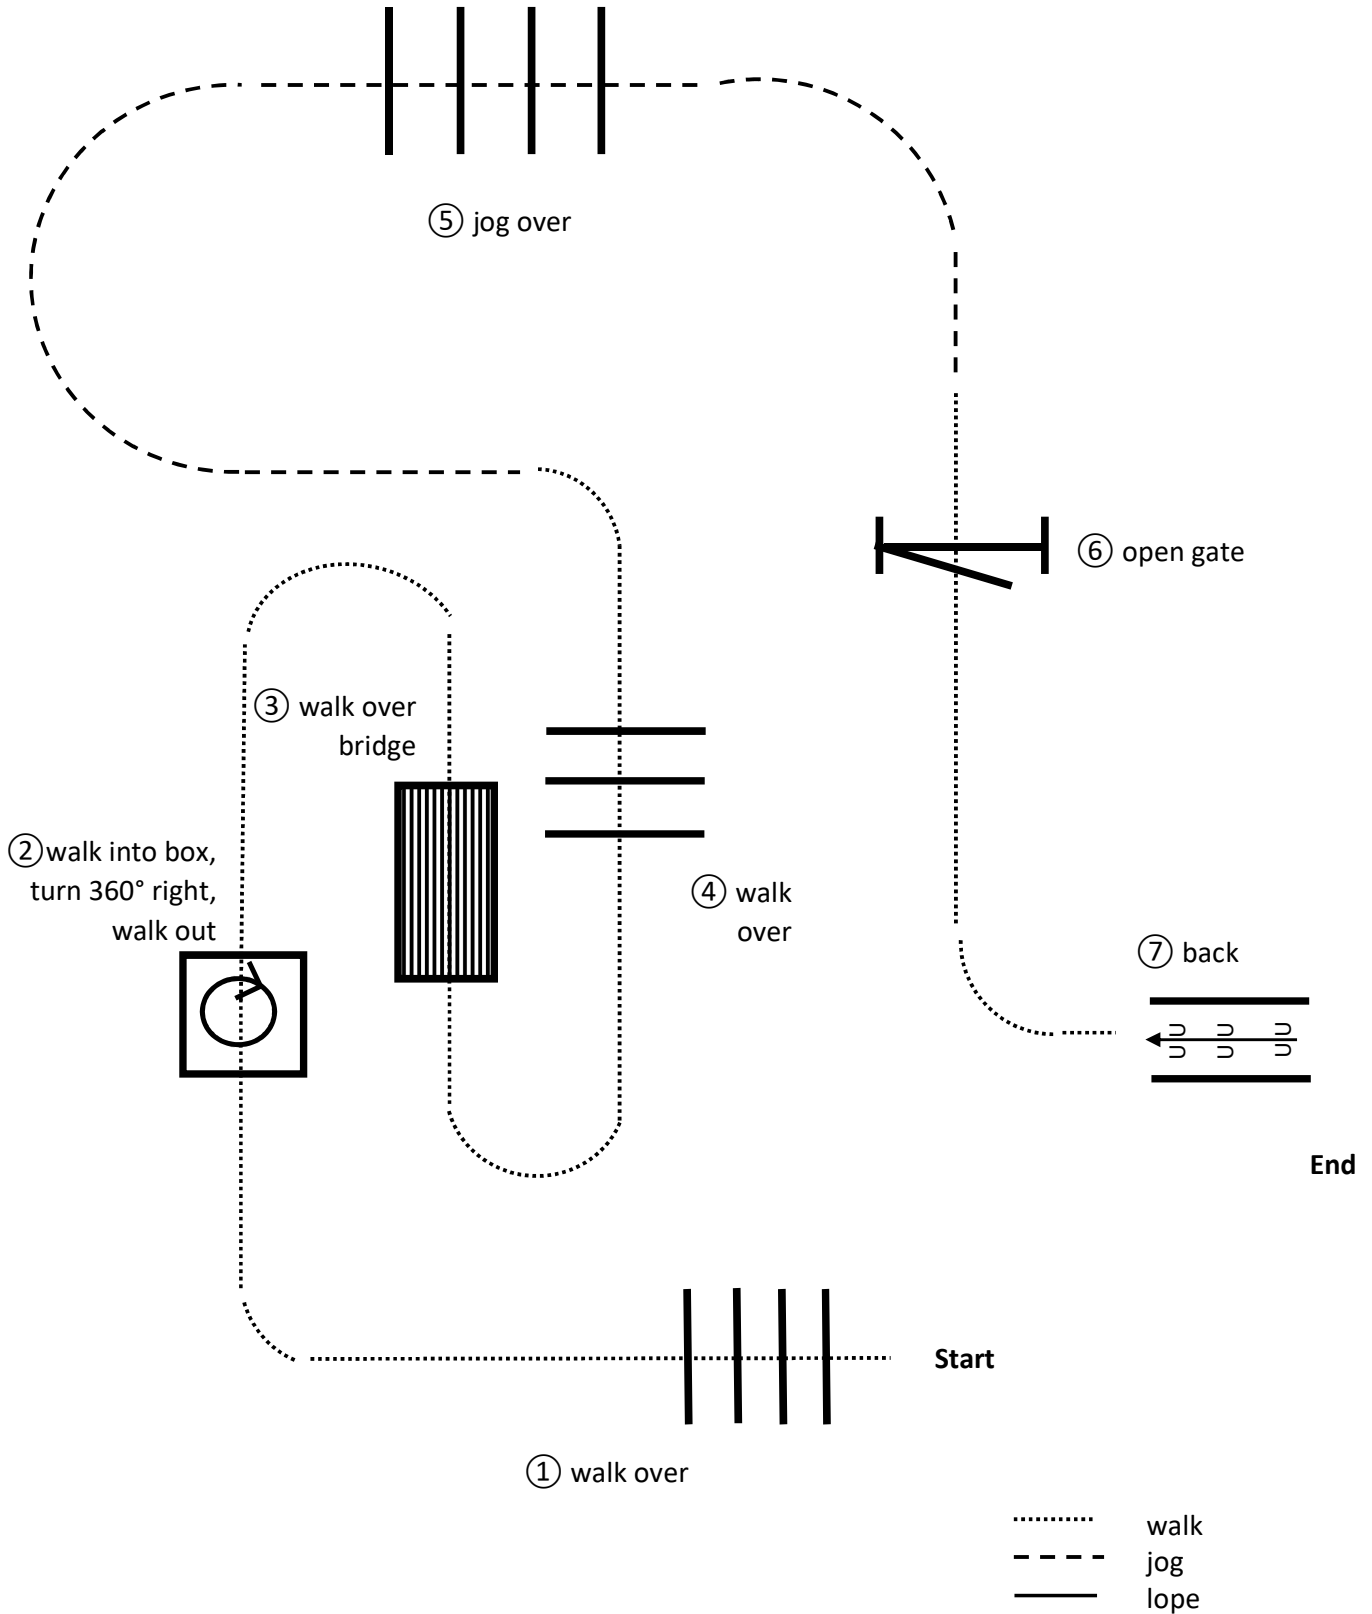 ⑤ jog over
⑥ open gate
③ walk over
bridge
②walk into box,
turn 360° right,
walk out
④ walk
over
⑦ back
End
Start
① walk over
walk
jog
lope